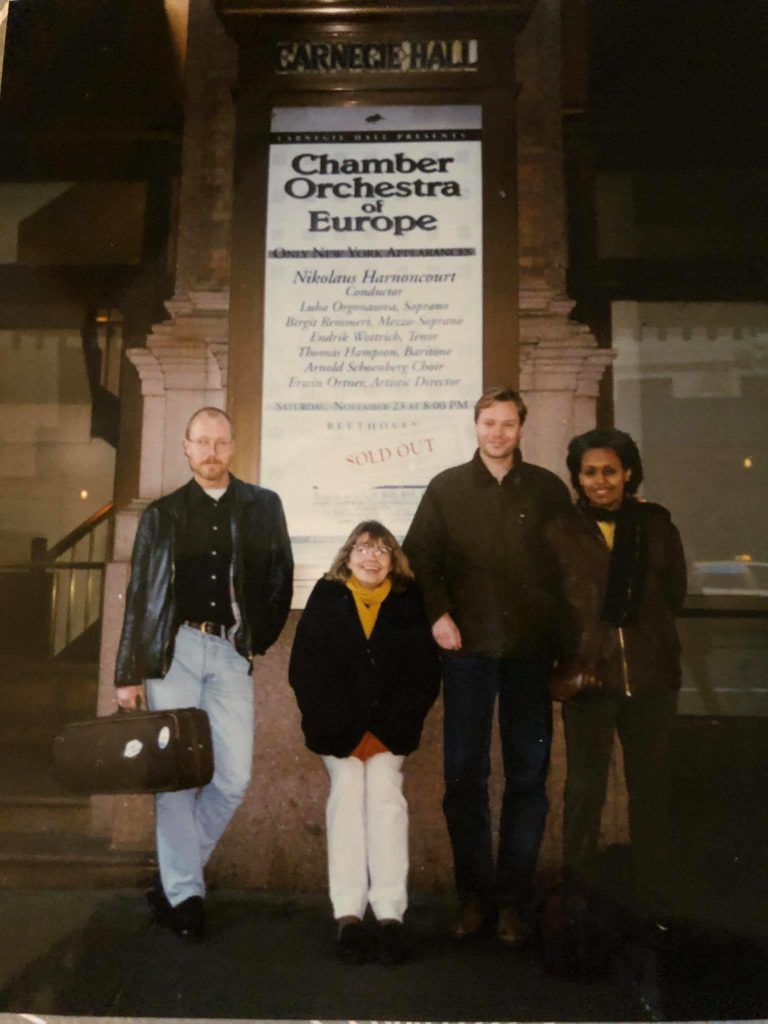 CARNEGIE HALL
CARNEGIE HALL PRESENTS
Chamber
Orchestra
of
Europe
ONLY NEW YORK APPEARANCES
Nikolaus Harnoncourt
Conductor
Luba Orgonasova, Soprano
Birgit Remmert, Mezzo-Soprano
Endrik Wottrich, Tenor
Thomas Hampson, Baritone
Arnold Schoenberg Choir
Erwin Ortner, Artistic Director
SATURDAY, NOVEMBER 23 AT 8:00 PM
BEETHOVEN
SOLD OUT